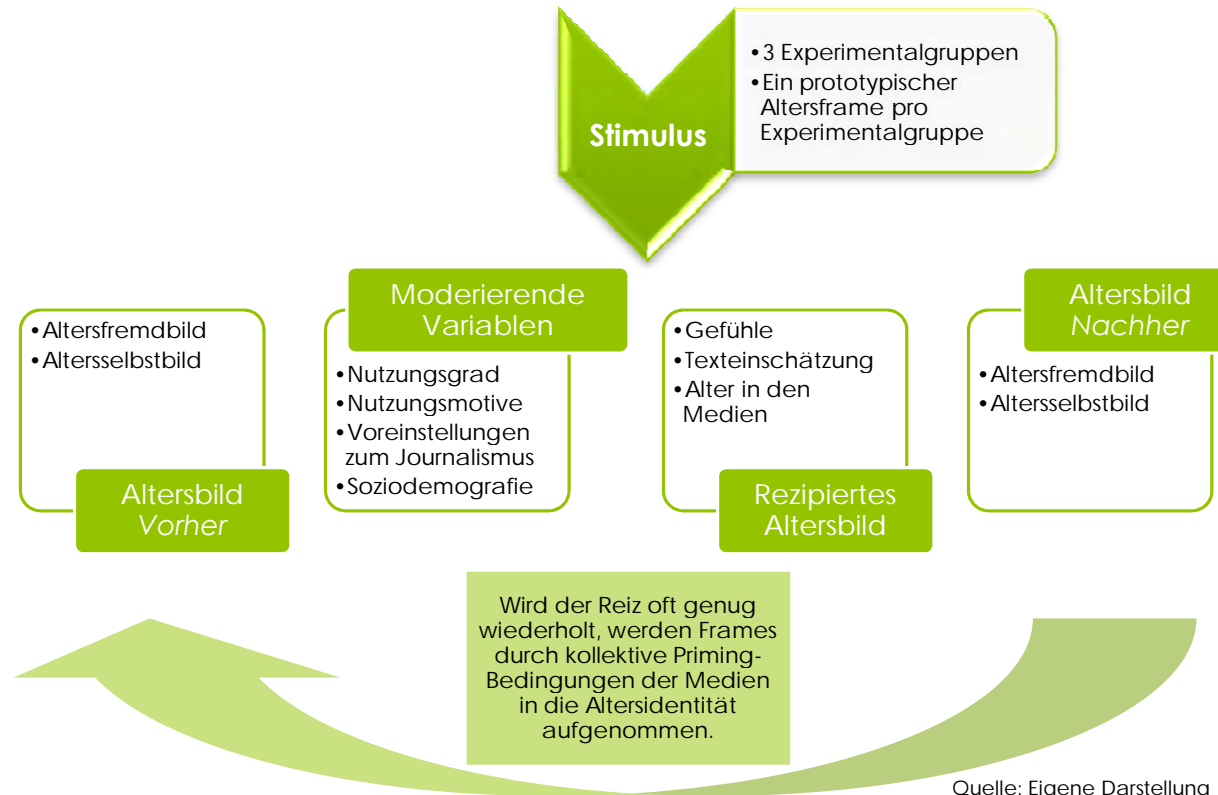 Stimulus
•3 Experimentalgruppen
•Ein prototypischer
Altersframe pro
Experimentalgruppe
•Altersfremdbild
•Altersselbstbild
Altersbild
Vorher
Moderierende
Variablen
•Nutzungsgrad
•Nutzungsmotive
•Voreinstellungen
zum Journalismus
•Soziodemografie
•Gefühle
•Texteinschätzung
•Alter in den
Medien
Rezipiertes
Altersbild
Altersbild
Nachher
•Altersfremdbild
•Altersselbstbild
Wird der Reiz oft genug
wiederholt, werden Frames
durch kollektive Priming-
Bedingungen der Medien
in die Altersidentität
aufgenommen.
Quelle: Eigene Darstellung